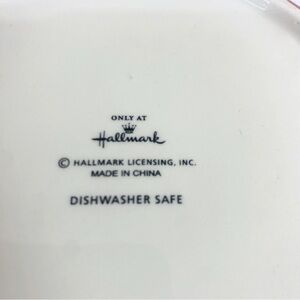 ONLY AT
Hallmark
© HALLMARK LICENSING, INC.
MADE IN CHINA
DISHWASHER SAFE